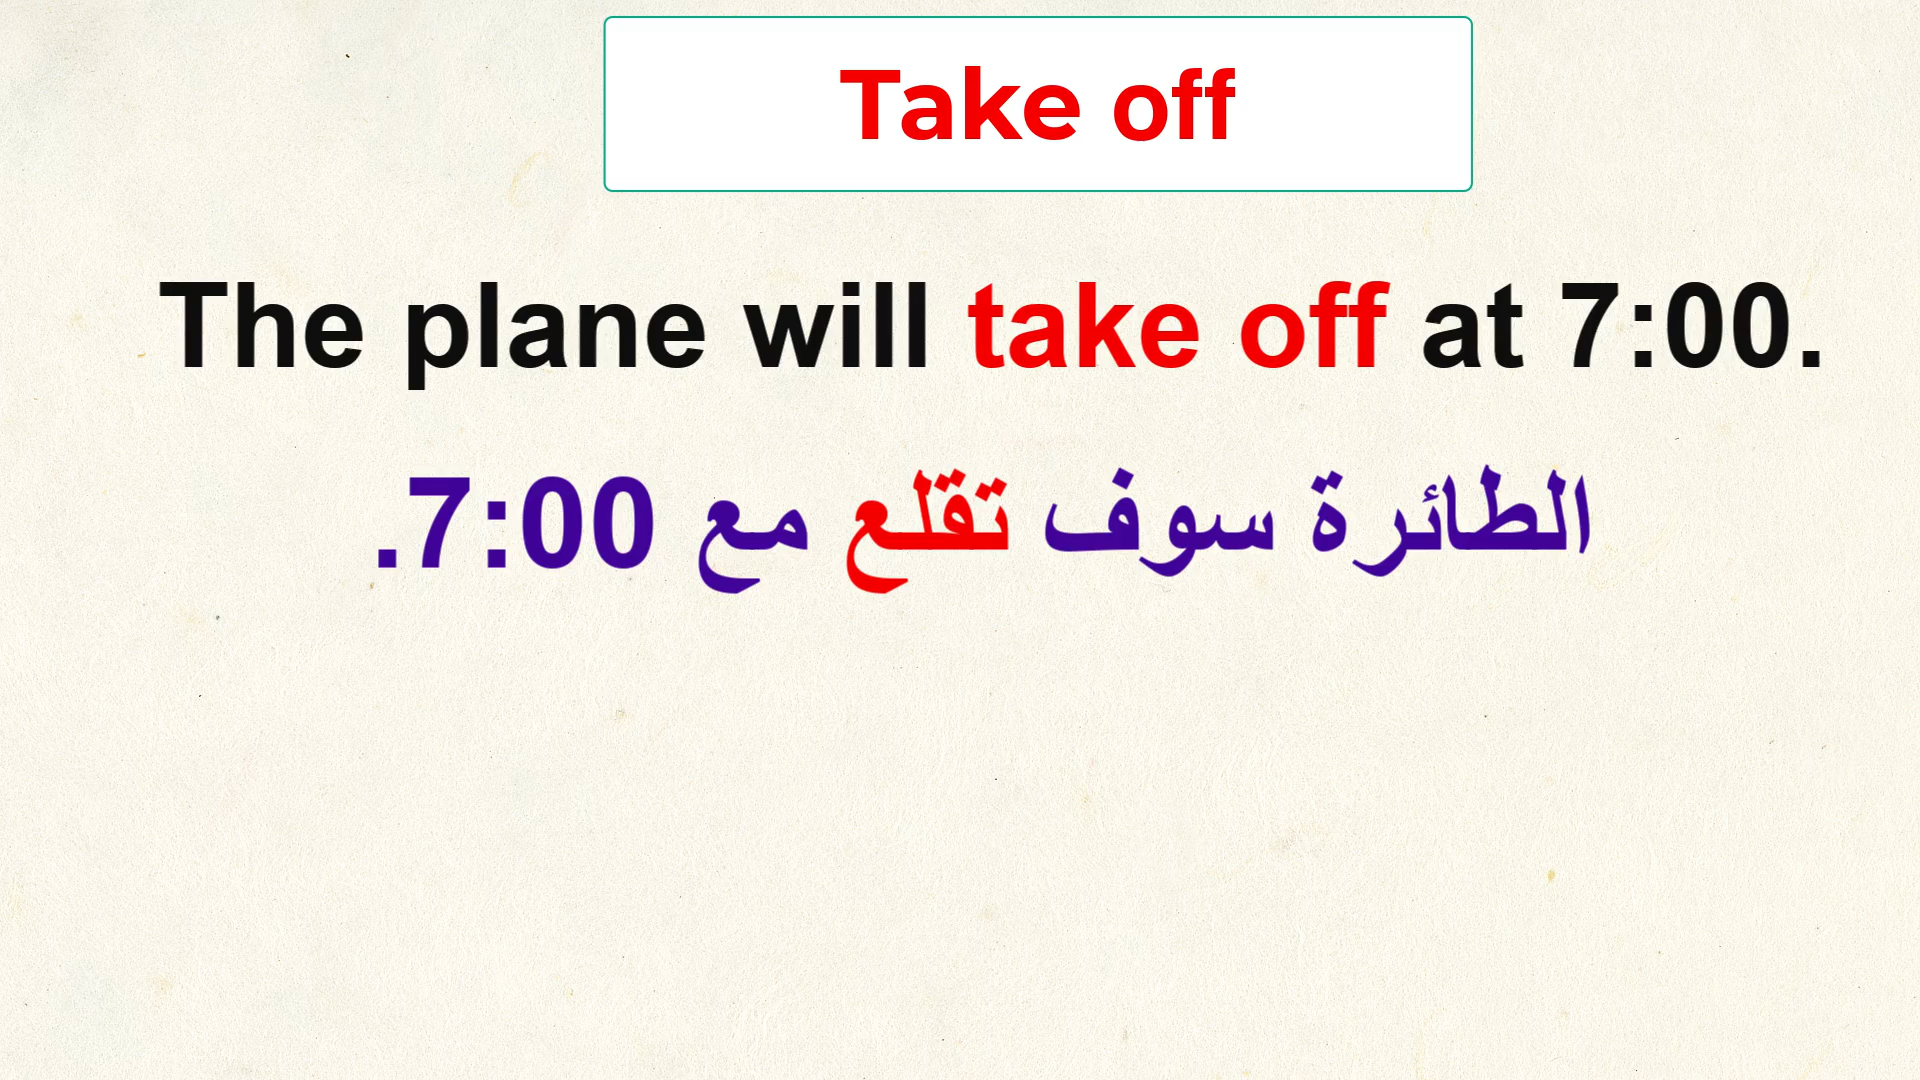 Take off
The plane will take off at 7:00.
الطائرة سوف تقلع مع 7:00.